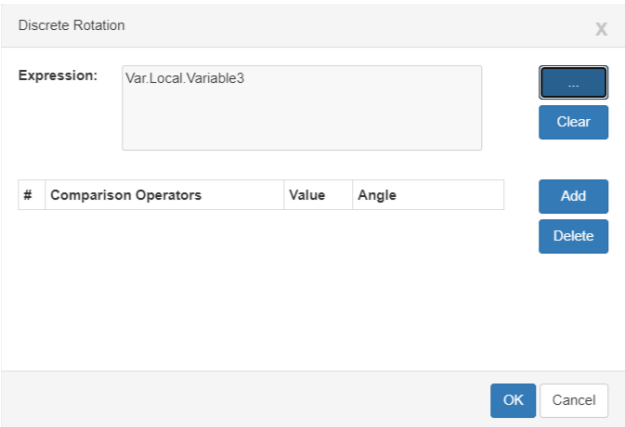 Discrete Rotation X
Expression: Var.Local.Variable3 ...
Clear
# Comparison Operators Value Angle Add
Delete
OK Cancel